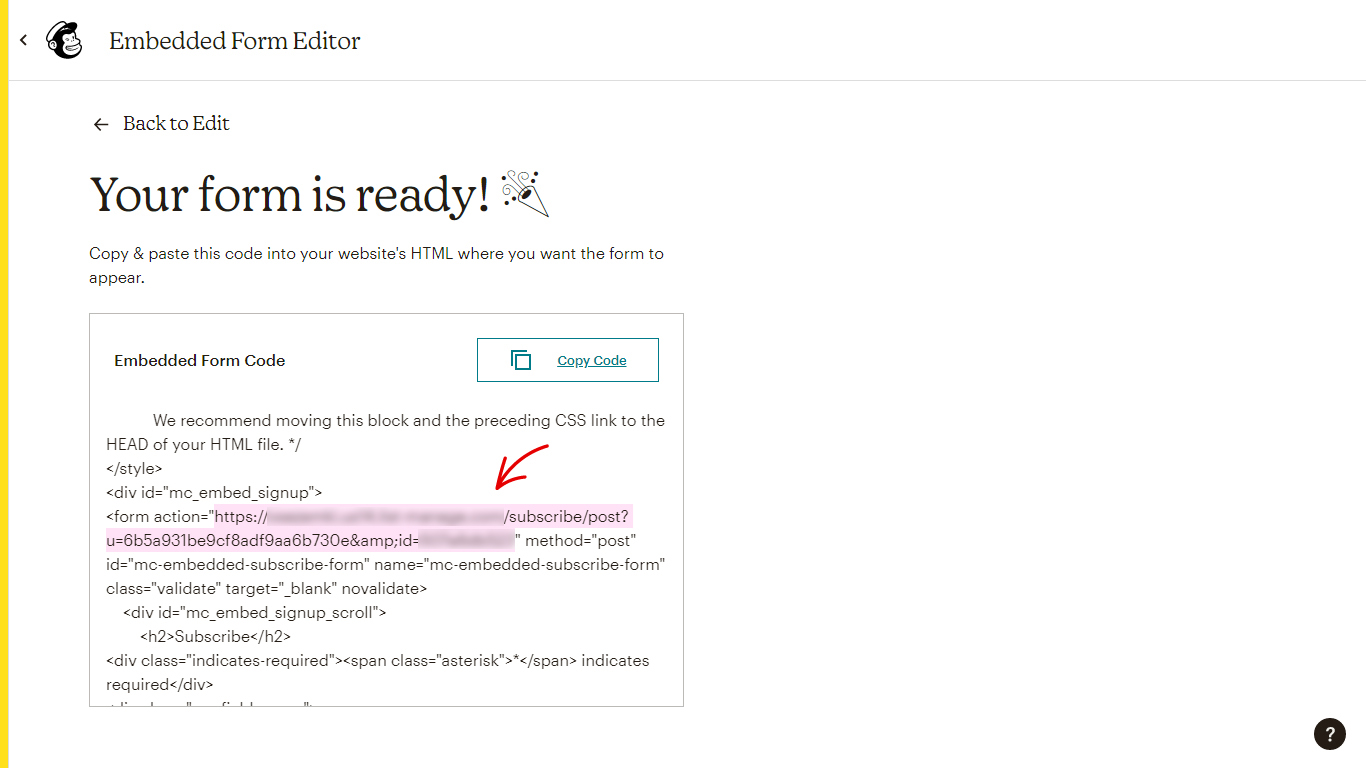 Embedded Form Editor
Back to Edit
Your form is ready!
Copy & paste this code into your website's HTML where you want the form to
appear.
Embedded Form Code
Copy Code
We recommend moving this block and the preceding CSS link to the
HEAD of your HTML file. */
</style>
<div id="mc_embed_signup">
<form action="https:///subscribe/post?
u=6b5a931be9cf8adf9aa6b730e&amp;id=" method="post"
id="mc-embedded-subscribe-form" name="mc-embedded-subscribe-form"
class="validate" target="_blank" novalidate>
<div id="mc_embed_signup_scroll">
<h2>Subscribe</h2>
<div class="indicates-required"><span class="asterisk">*</span> indicates
required</div>
?